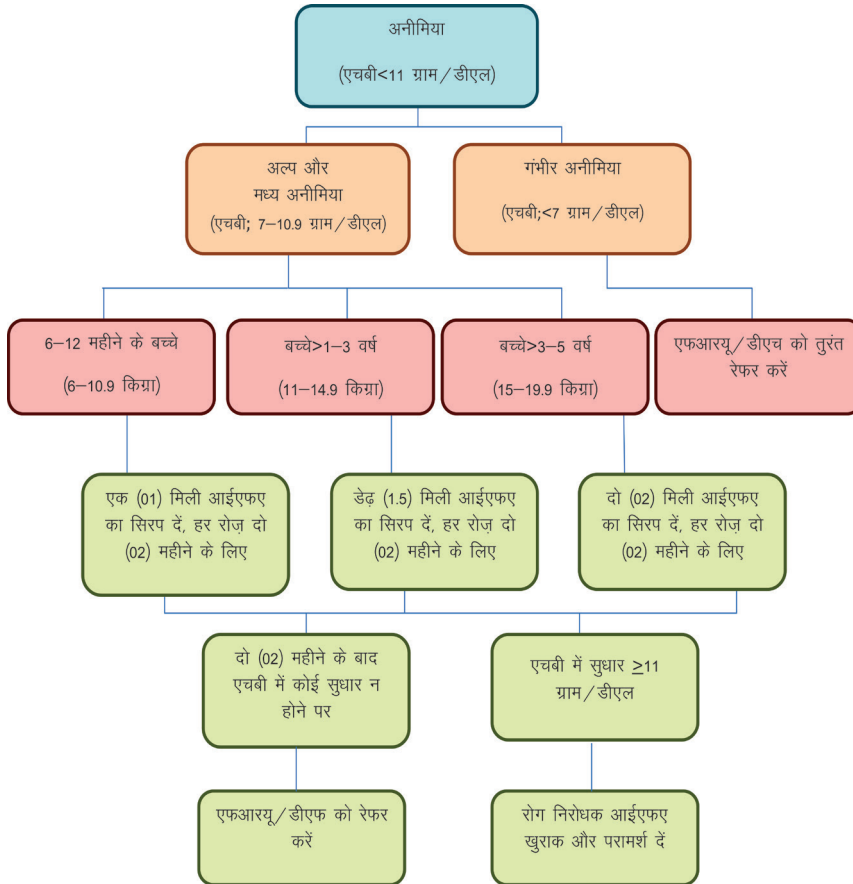 अनीमिया
(एचबी<11 ग्राम/डीएल)
अल्प और
मध्य अनीमिया
(एचबी; 7–10.9 ग्राम/डीएल)
गंभीर अनीमिया
(एचबी;<7 ग्राम/डीएल)
6–12 महीने के बच्चे
(6–10.9 किग्रा)
बच्चे>1–3 वर्ष
(11–14.9 किग्रा)
बच्चे>3–5 वर्ष
(15–19.9 किग्रा)
एफआरयू/डीएच को तुरंत
रेफर करें
एक (01) मिली आईएफए
का सिरप दें, हर रोज़ दो
(02) महीने के लिए
डेढ़ (1.5) मिली आईएफए
का सिरप दें, हर रोज़ दो
(02) महीने के लिए
दो (02) मिली आईएफए
का सिरप दें, हर रोज़ दो
(02) महीने के लिए
दो (02) महीने के बाद
एचबी में कोई सुधार न
होने पर
एचबी में सुधार ≥11
ग्राम/डीएल
एफआरयू/डीएफ को रेफर
करें
रोग निरोधक आईएफए
खुराक और परामर्श दें